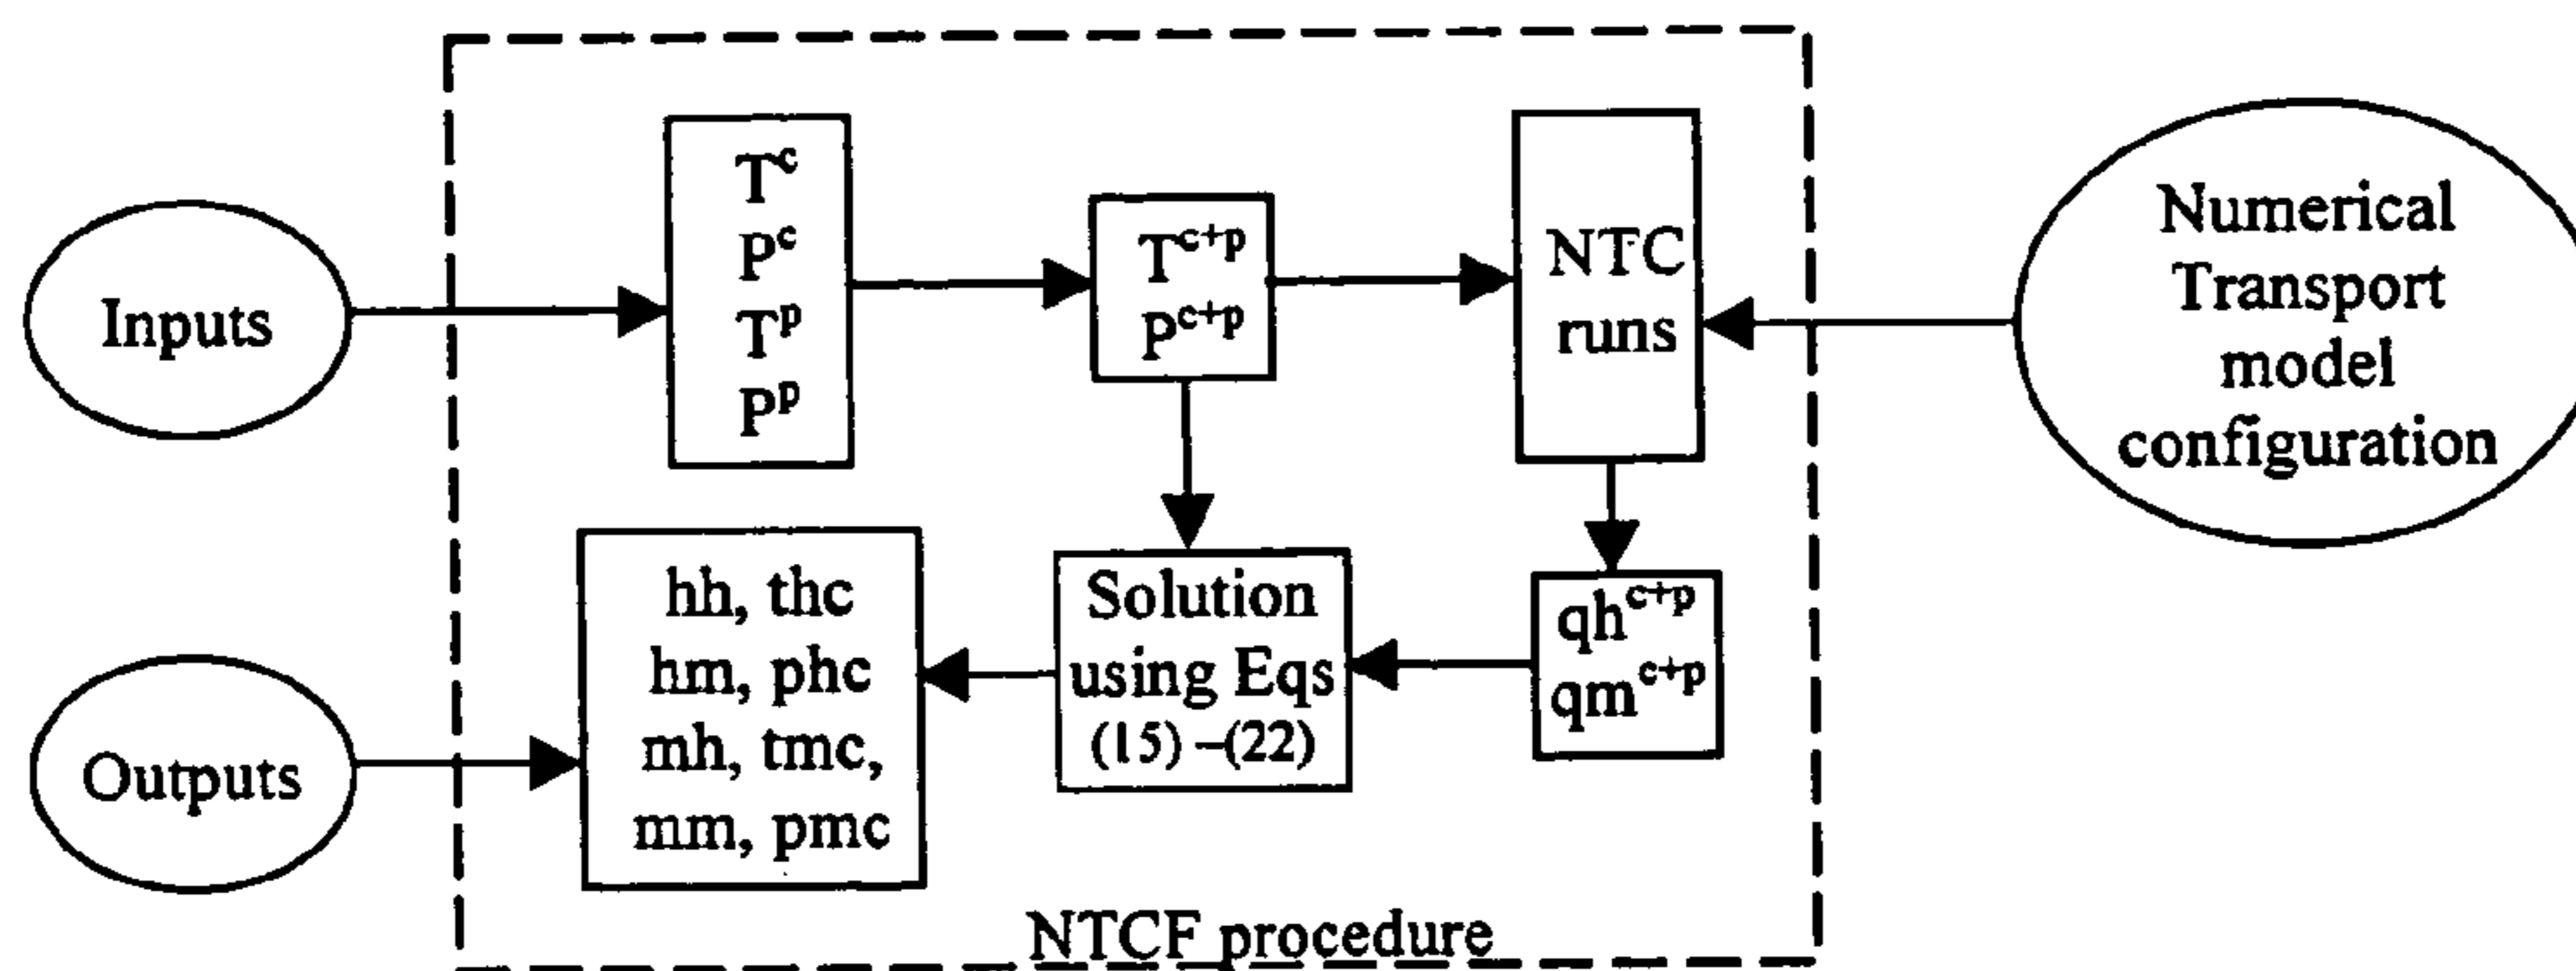 Inputs
T^c
P^c
T^p
P^p
T^c+p
P^c+p
NTC
runs
Numerical
Transport
model
configuration
Outputs
hh, thc
hm, phc
mh, tmc,
mm, pmc
Solution
using Eqs
(15) –(22)
qh^c+p
qm^c+p
NTCF procedure